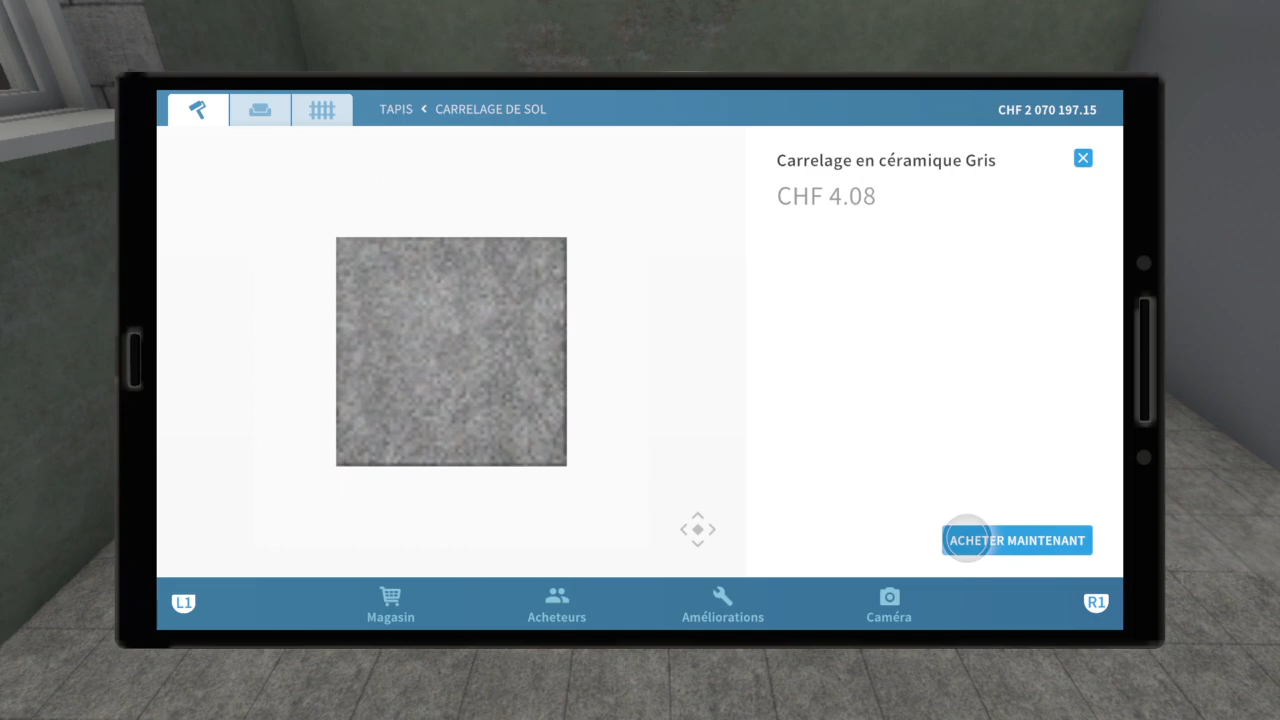 TAPIS < CARRELAGE DE SOL
CHF 2 070 197.15
Carrelage en céramique Gris
CHF 4.08
ACHETER MAINTENANT
L1
Magasin
Acheteurs
Améliorations
Caméra
R1